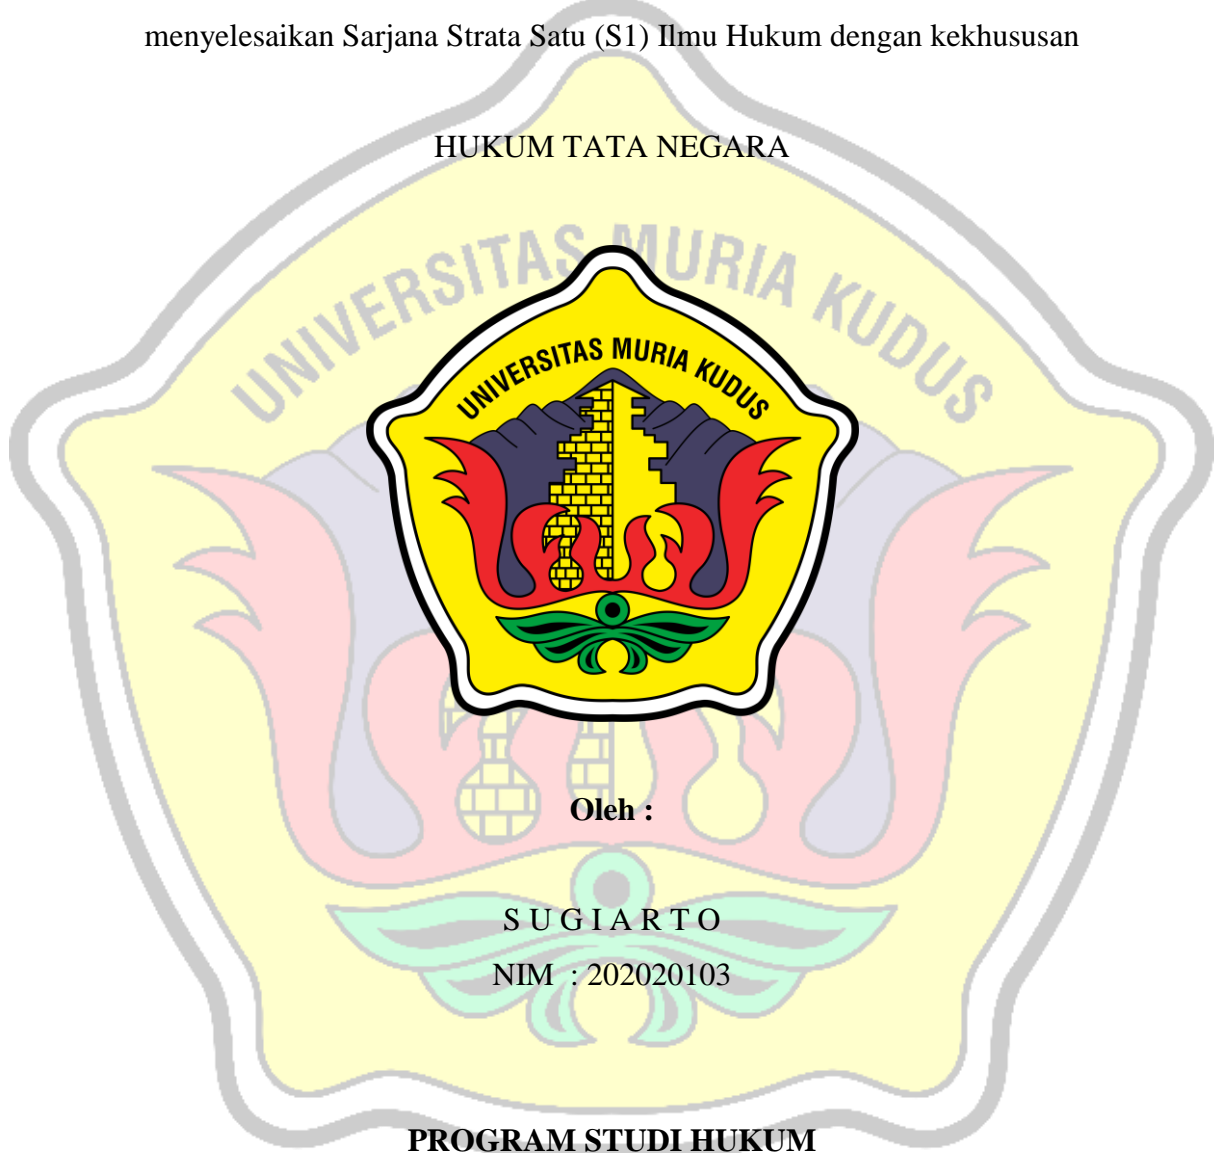 menyelesaikan Sarjana Strata Satu (S1) Ilmu Hukum dengan kekhususan
HUKUM TATA NEGARA
UNIVERSITAS MURIA KUDUS
UNIVERSITAS MURIA KUDUS
Oleh :
S U G I A R T O
NIM : 202020103
PROGRAM STUDI HUKUM